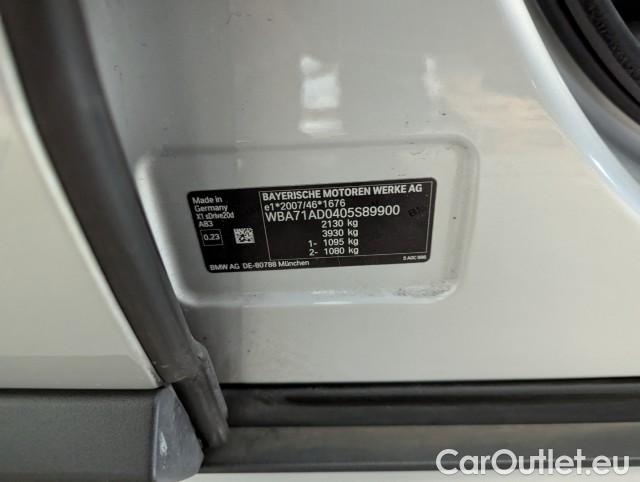 Made in
Germany
X1 sDrive20d
AB3
0.23
BAYERISCHE MOTOREN WERKE AG
e1*2007/46*1676
WBA71AD0405S89900
2130 kg
3930 kg
1- 1095 kg
2- 1080 kg
BMW AG DE-80788 München
CarOutlet.eu